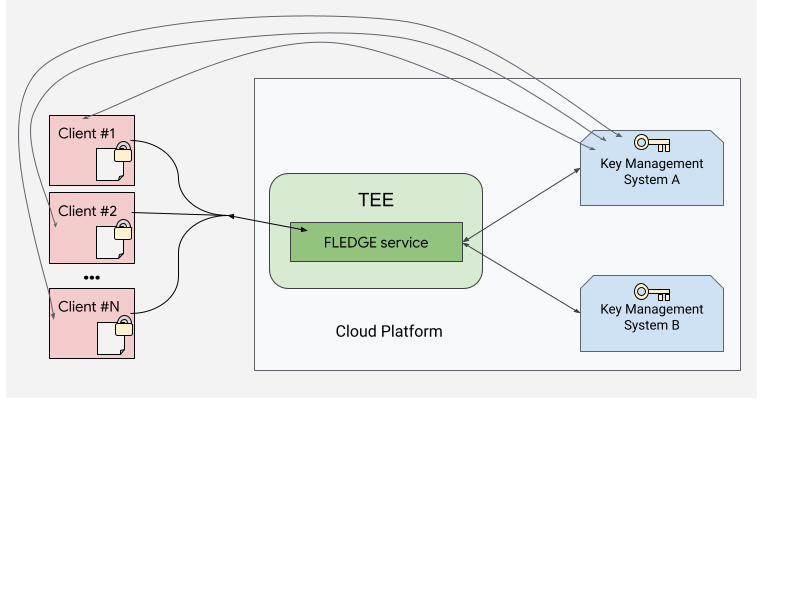 Client #1
Client #2
•••
Client #N
TEE
FLEDGE service
Cloud Platform
Key Management
System A
Key Management
System B